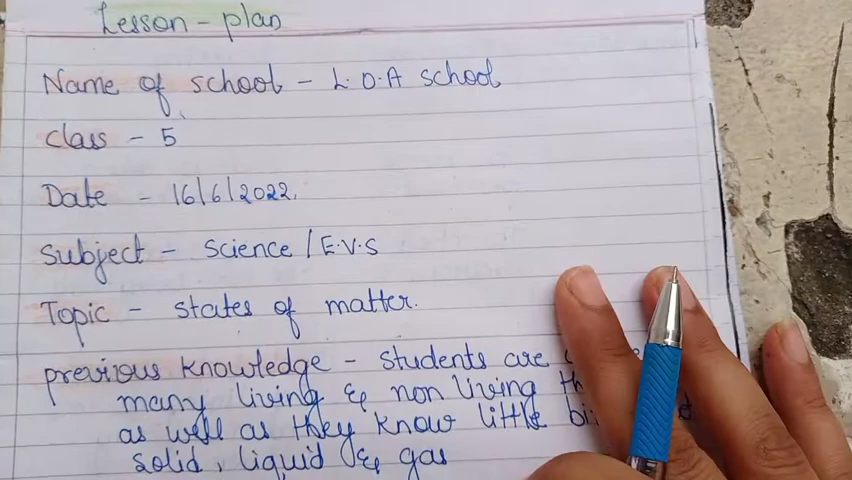 Lesson - plan
Name of school - L.O.A school
class - 5
Date - 16/6/2022.
Subject - Science / E.V.S
Topic - states of matter.
previous knowledge - students are
many living & non living
as well as they know little
solid, liquid & gas